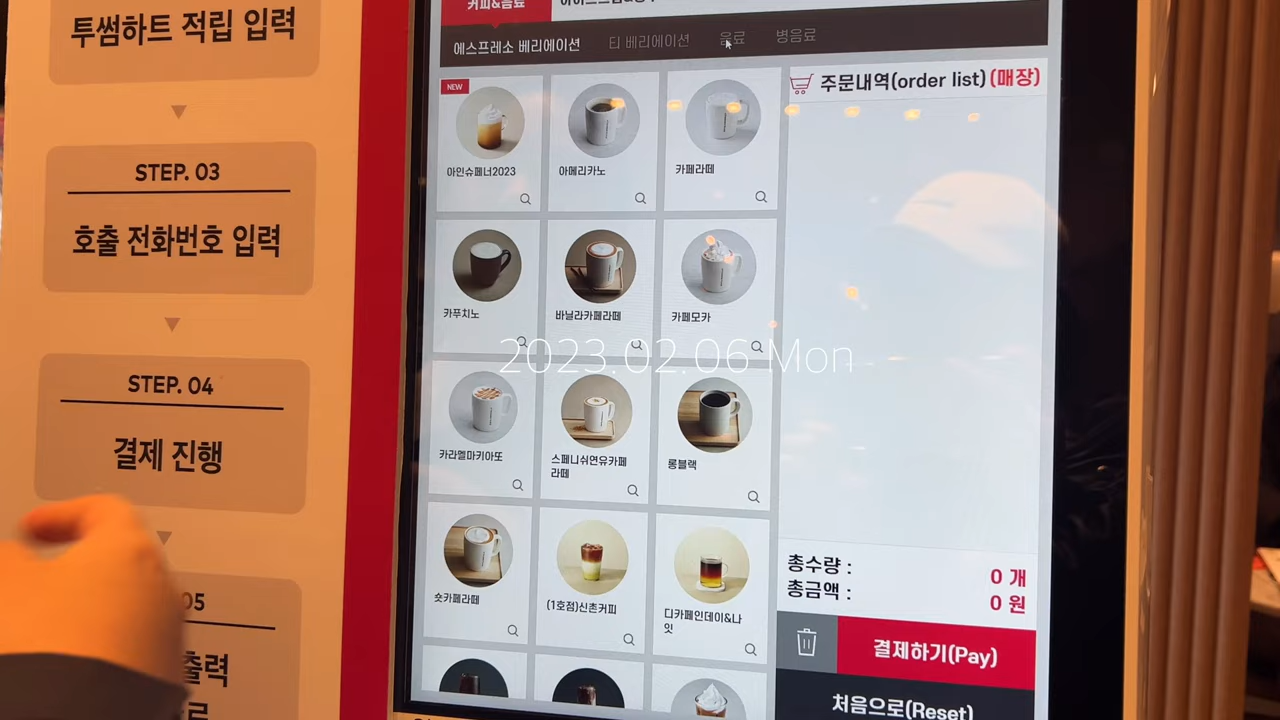 투썸하트 적립 입력
STEP. 03
호출 전화번호 입력
STEP. 04
결제 진행
05
출력
커피&음료
에스프레소 베리에이션
티 베리에이션
음료
병음료
NEW
아인슈페너2023
아메리카노
카페라떼
카푸치노
바닐라카페라떼
카페모카
카라멜마키아또
스페니쉬연유카페
라떼
롱블랙
숏카페라떼
(1호점)신촌커피
디카페인데이&나
잇
주문내역(order list)(매장)
총수량 : 0 개
총금액 : 0 원
결제하기(Pay)
처음으로(Reset)
2023.02.06 Mon